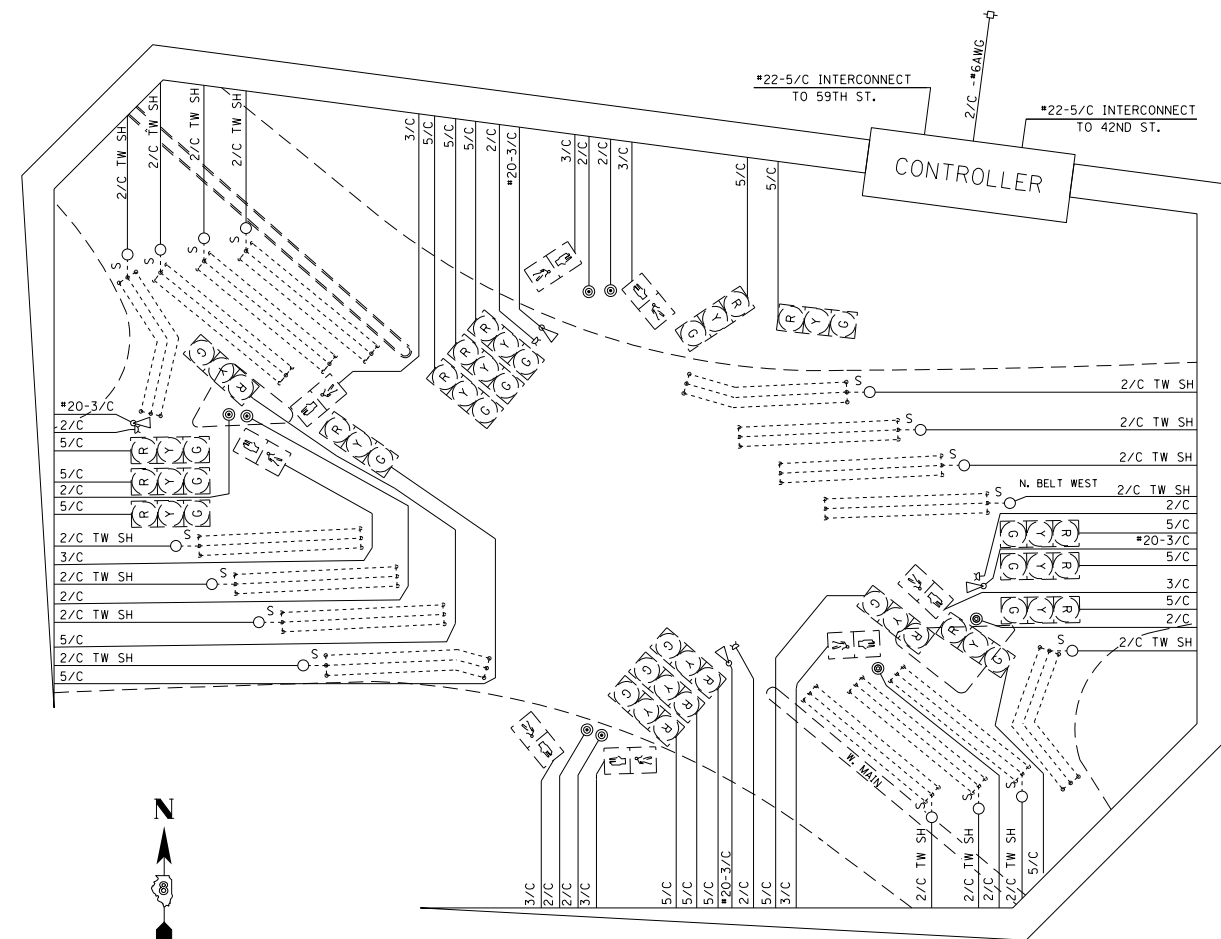 2/C -#6AWG
#22-5/C INTERCONNECT
TO 59TH ST.
#22-5/C INTERCONNECT
TO 42ND ST.
CONTROLLER
2/C TW SH
2/C TW SH
2/C TW SH
2/C TW SH
3/C
5/C
5/C
5/C
2/C
#20-3/C
3/C
2/C
2/C
3/C
5/C
5/C
S
S
S
S
G Y R
R Y G
R Y G
R Y G
R Y G
G Y R
R Y G
#20-3/C
2/C
5/C
R Y G
5/C
2/C
R Y G
5/C
R Y G
2/C TW SH
S
3/C
2/C TW SH
S
2/C
2/C TW SH
S
5/C
2/C TW SH
S
5/C
S
2/C TW SH
S
2/C TW SH
S
2/C TW SH
S
N. BELT WEST
2/C TW SH
2/C
G Y R
5/C
#20-3/C
G Y R
5/C
3/C
G Y R
5/C
2/C
S
2/C TW SH
G Y R
R Y G
G Y R
G Y R
G Y R
W. MAIN
S
S
S
3/C
2/C
2/C
3/C
5/C
5/C
5/C
#20-3/C
2/C
5/C
3/C
2/C TW SH
2/C TW SH
2/C
2/C TW SH
5/C
N
8